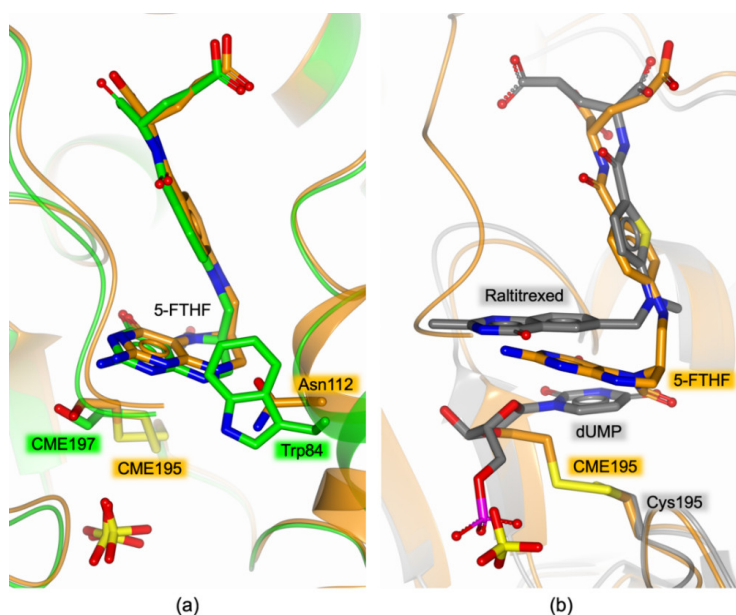 5-FTHF
Asn112
CME197
Trp84
CME195
(a)
Raltitrexed
5-FTHF
dUMP
CME195
Cys195
(b)